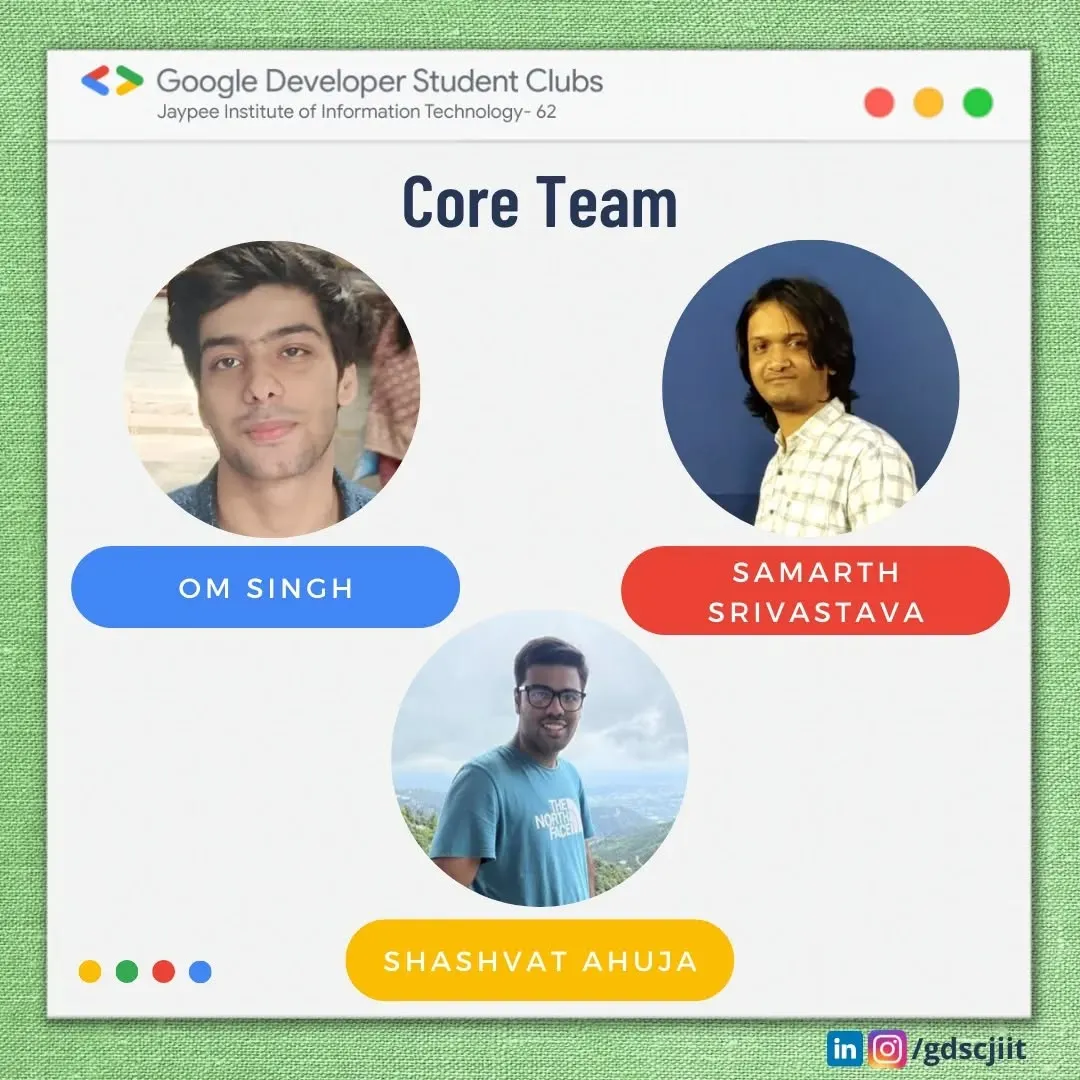 Google Developer Student Clubs
Jaypee Institute of Information Technology- 62
Core Team
OM SINGH
SAMARTH
SRIVASTAVA
THE
NORTH
FACE
SHASHVAT AHUJA
in /gdscjiit